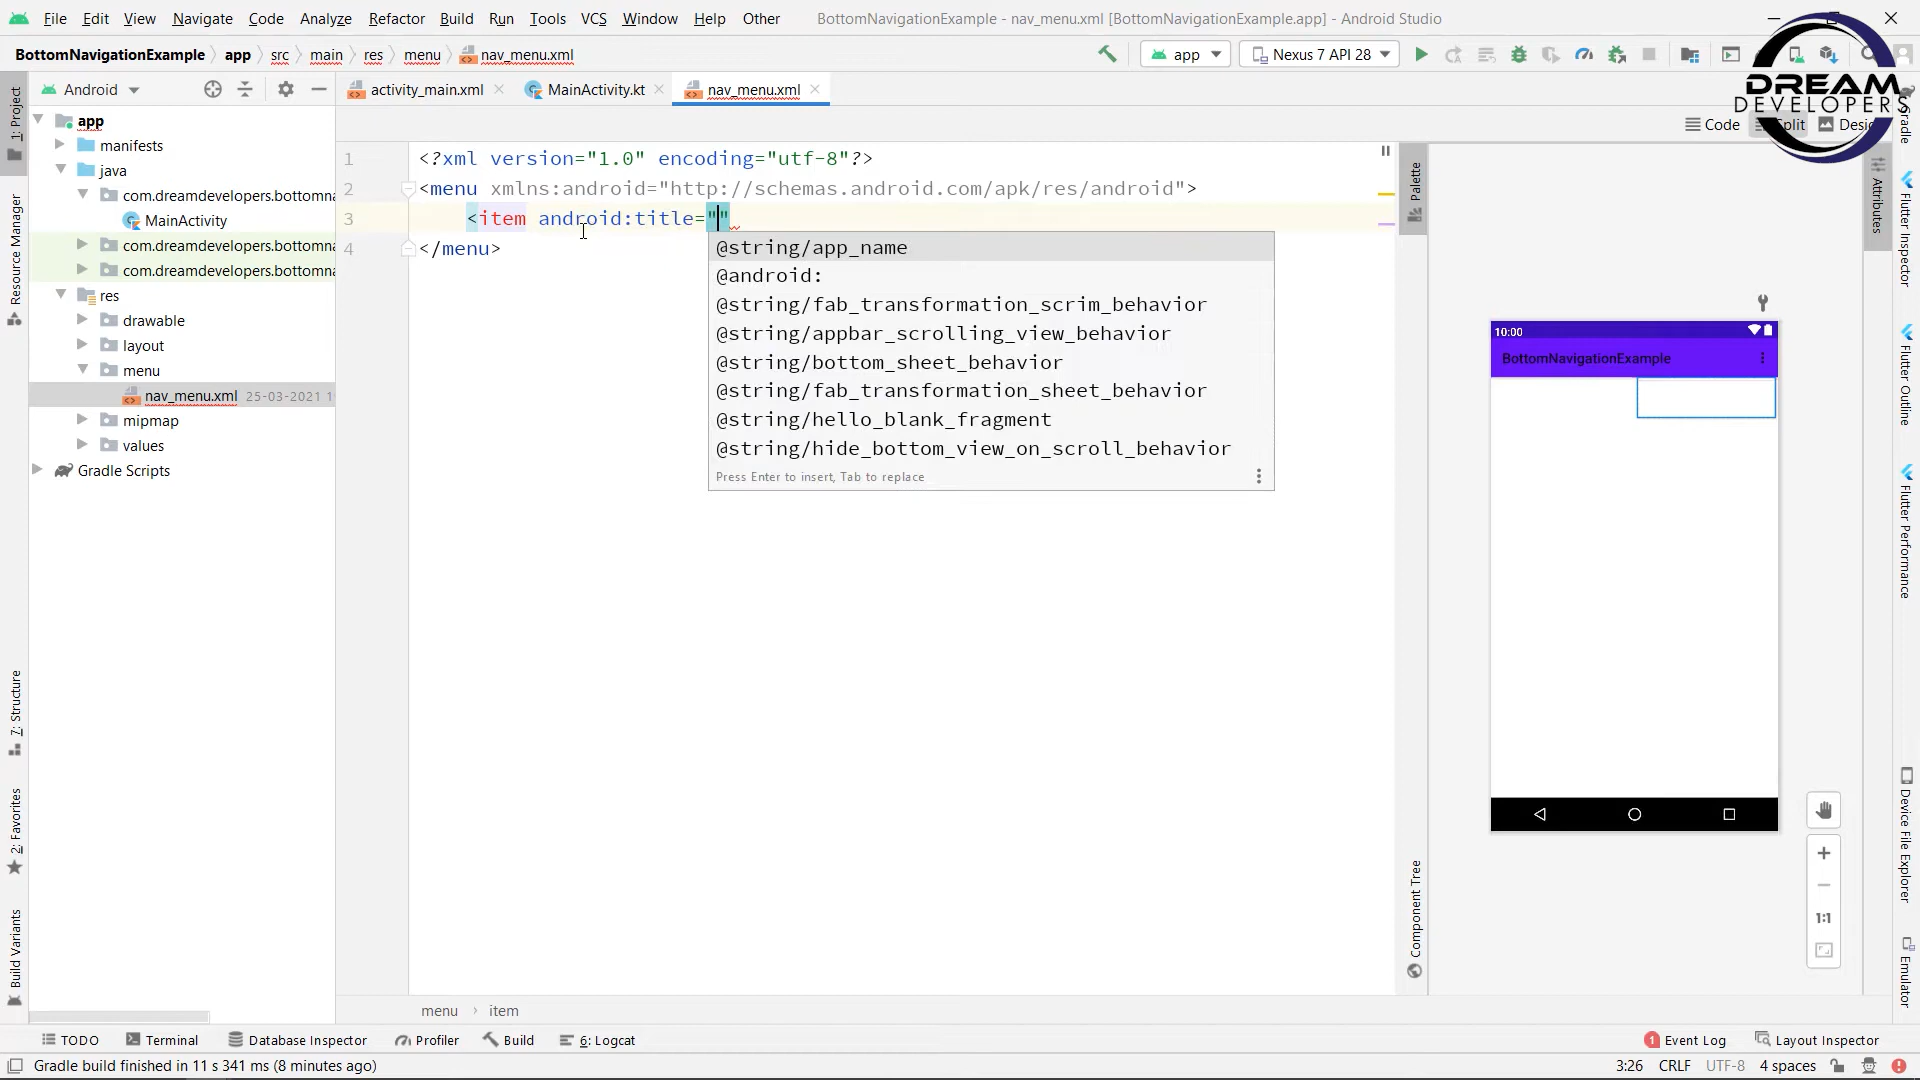 File Edit View Navigate Code Analyze Refactor Build Run Tools VCS Window Help Other BottomNavigationExample - nav_menu.xml [BottomNavigationExample.app] - Android Studio
BottomNavigationExample app src main res menu nav_menu.xml app Nexus 7 API 28
DREAM
DEVELOPERS
Android activity_main.xml MainActivity.kt nav_menu.xml
Code Split
app
manifests
java
com.dreamdevelopers.bottomna
MainActivity
com.dreamdevelopers.bottomna
com.dreamdevelopers.bottomna
res
drawable
layout
menu
nav_menu.xml 25-03-2021 1
mipmap
values
Gradle Scripts
1 <?xml version="1.0" encoding="utf-8"?>
2 <menu xmlns:android="http://schemas.android.com/apk/res/android">
3 <item android:title=""
4 </menu>
@string/app_name
@android:
@string/fab_transformation_scrim_behavior
@string/appbar_scrolling_view_behavior
@string/bottom_sheet_behavior
@string/fab_transformation_sheet_behavior
@string/hello_blank_fragment
@string/hide_bottom_view_on_scroll_behavior
Press Enter to insert, Tab to replace
10:00
BottomNavigationExample
1:1
1: Project
Resource Manager
7: Structure
2: Favorites
Build Variants
Palette
Component Tree
Attributes
Gradle
Flutter Inspector
Flutter Outline
Flutter Performance
Device File Explorer
Emulator
menu item
TODO Terminal Database Inspector Profiler Build 6: Logcat 1 Event Log Layout Inspector
Gradle build finished in 11 s 341 ms (8 minutes ago) 3:26 CRLF UTF-8 4 spaces